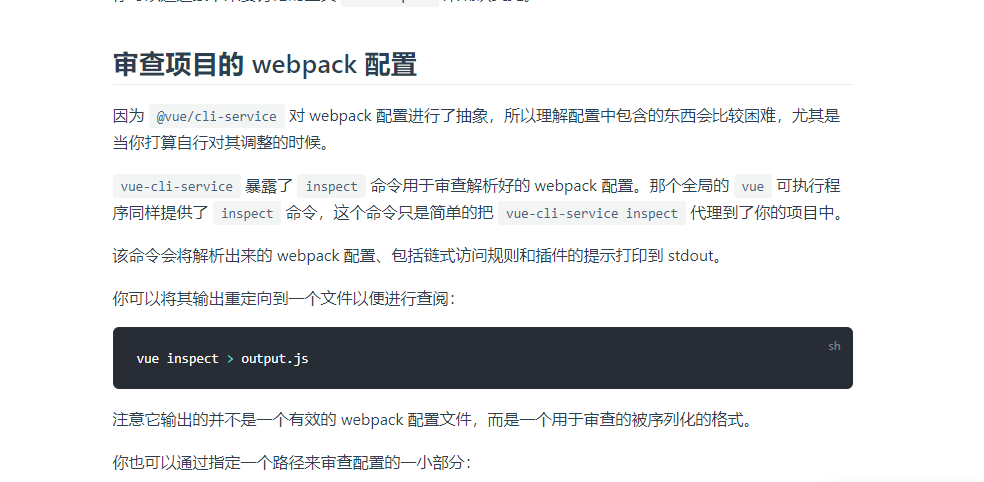 审查项目的 webpack 配置
因为 @vue/cli-service 对 webpack 配置进行了抽象，所以理解配置中包含的东西会比较困难，尤其是
当你打算自行对其调整的时候。
vue-cli-service 暴露了 inspect 命令用于审查解析好的 webpack 配置。那个全局的 vue 可执行程
序同样提供了 inspect 命令，这个命令只是简单的把 vue-cli-service inspect 代理到了你的项目中。
该命令会将解析出来的 webpack 配置、包括链式访问规则和插件的提示打印到 stdout。
你可以将其输出重定向到一个文件以便进行查阅：
sh
vue inspect > output.js
注意它输出的并不是一个有效的 webpack 配置文件，而是一个用于审查的被序列化的格式。
你也可以通过指定一个路径来审查配置的一小部分：